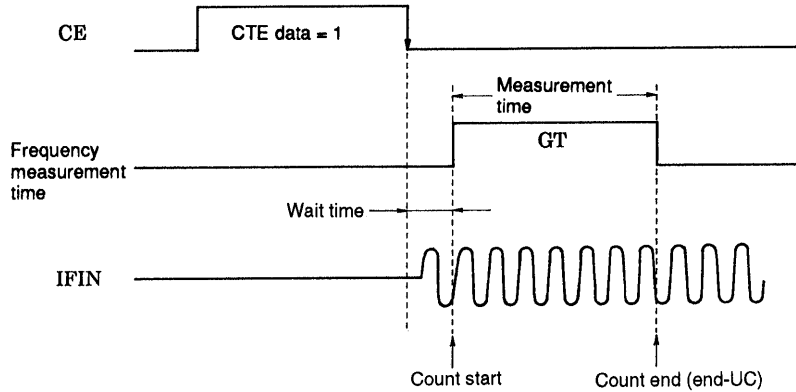 CE
CTE data = 1
Measurement
time
GT
Frequency
measurement
time
Wait time
IFIN
Count start
Count end (end-UC)